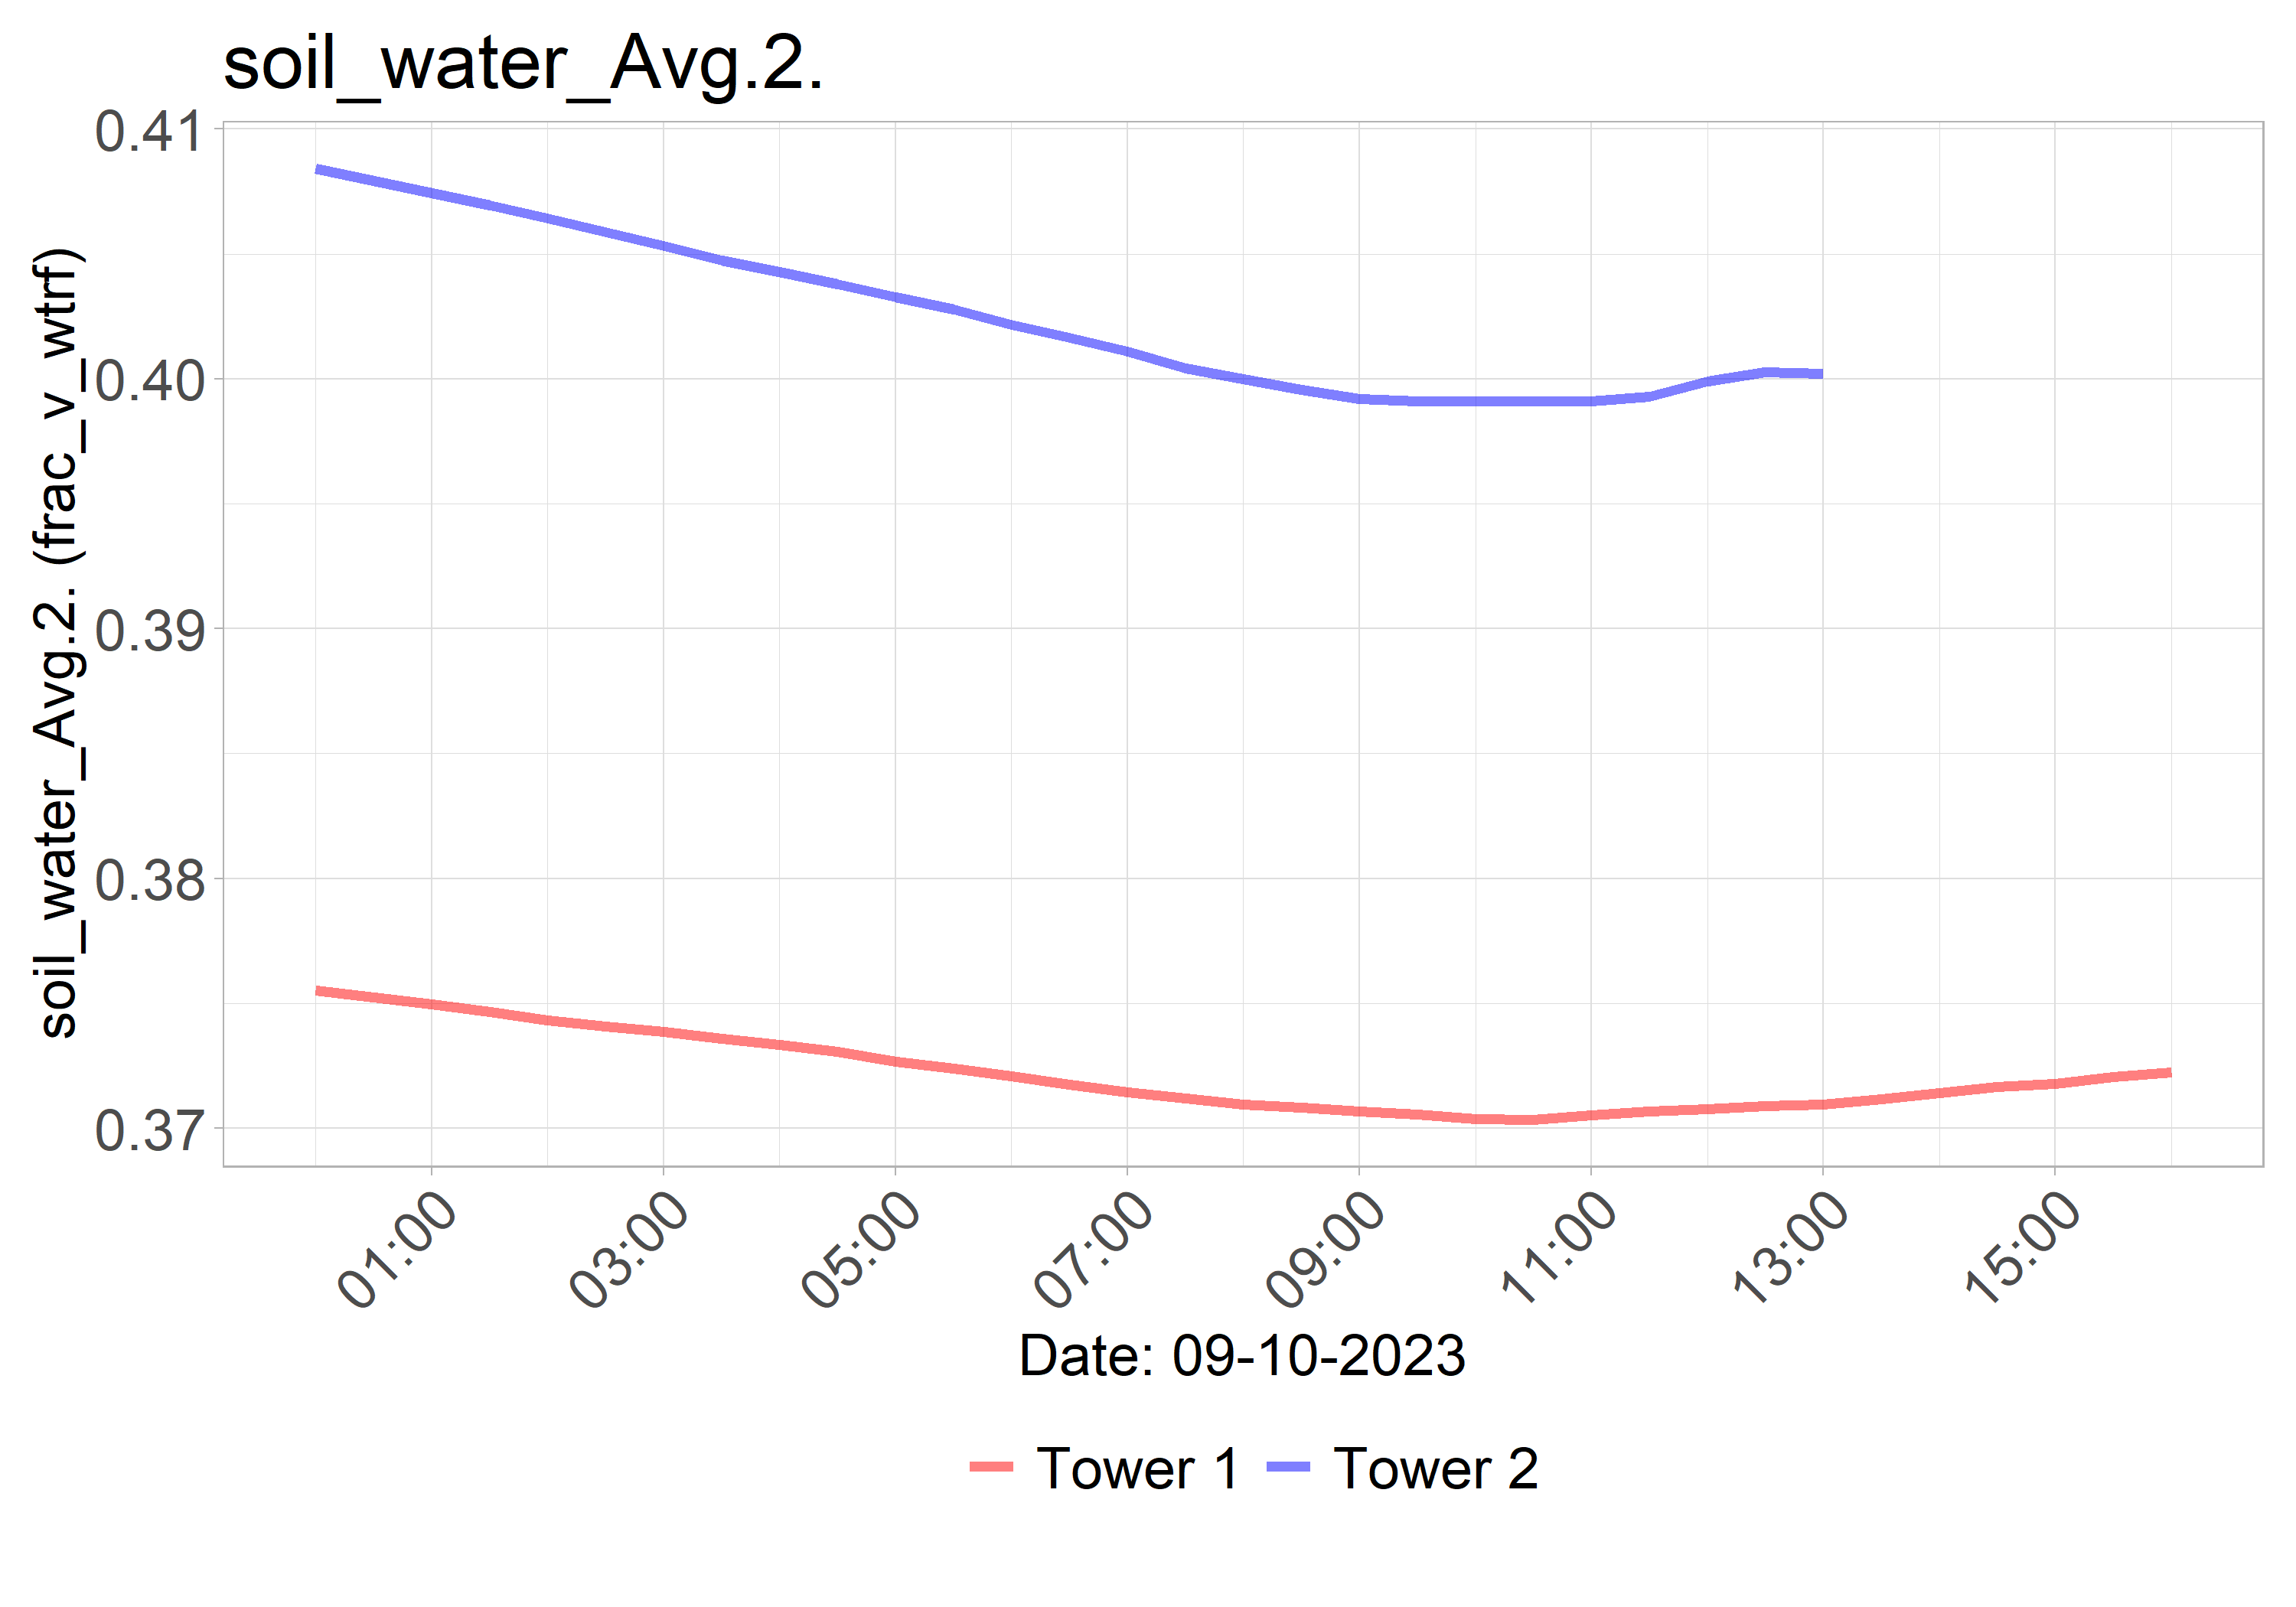 soil_water_Avg.2.
soil_water_Avg.2. (frac_v_wtrf)
0.41
0.40
0.39
0.38
0.37
01:00
03:00
05:00
07:00
09:00
11:00
13:00
15:00
Date: 09-10-2023
Tower 1
Tower 2